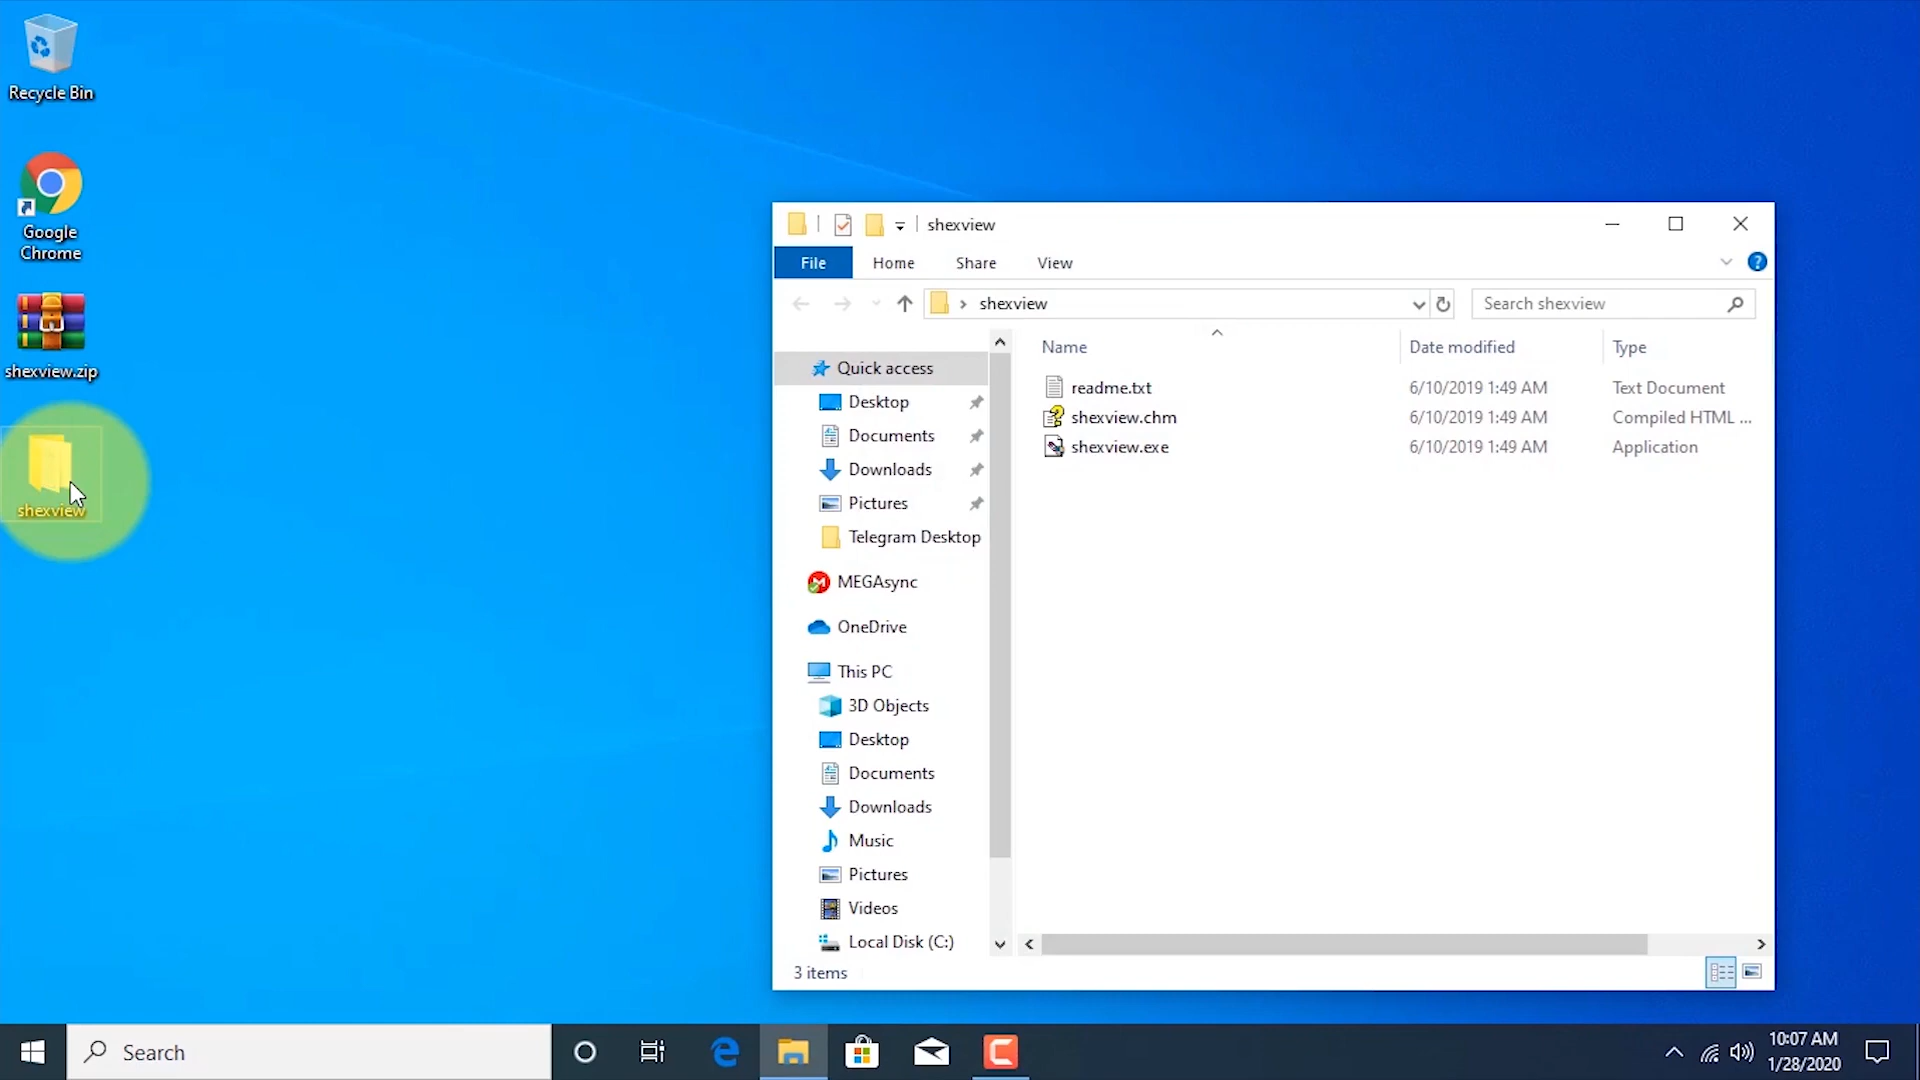 Recycle Bin
Google
Chrome
shexview.zip
shexview
shexview
File
Home
Share
View
shexview
Search shexview
Name
Date modified
Type
readme.txt
6/10/2019 1:49 AM
Text Document
shexview.chm
6/10/2019 1:49 AM
Compiled HTML ...
shexview.exe
6/10/2019 1:49 AM
Application
Quick access
Desktop
Documents
Downloads
Pictures
Telegram Desktop
MEGAsync
OneDrive
This PC
3D Objects
Desktop
Documents
Downloads
Music
Pictures
Videos
Local Disk (C:)
3 items
Search
10:07 AM
1/28/2020